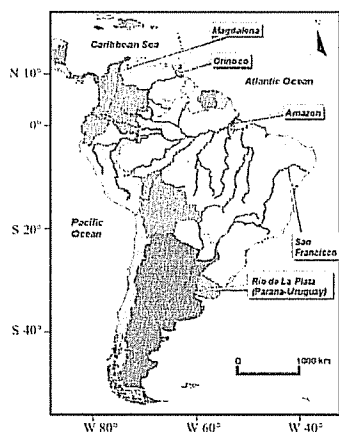 Caribbean Sea
Magdalena
N 10°
Orinoco
Atlantic Ocean
Amazon
0°
S 20°
Pacific
Ocean
Sao
Francisco
Rio de La Plata
(Parana-Uruguay)
S 40°
0 1000 km
W 80° W 60° W 40°